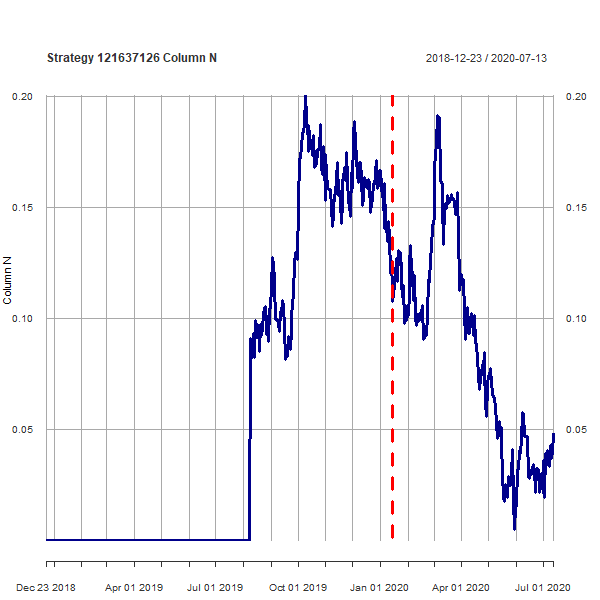 Strategy 121637126 Column N
2018-12-23 / 2020-07-13
0.20
0.20
0.15
0.15
Column N
0.10
0.10
0.05
0.05
Dec 23 2018
Apr 01 2019
Jul 01 2019
Oct 01 2019
Jan 01 2020
Apr 01 2020
Jul 01 2020